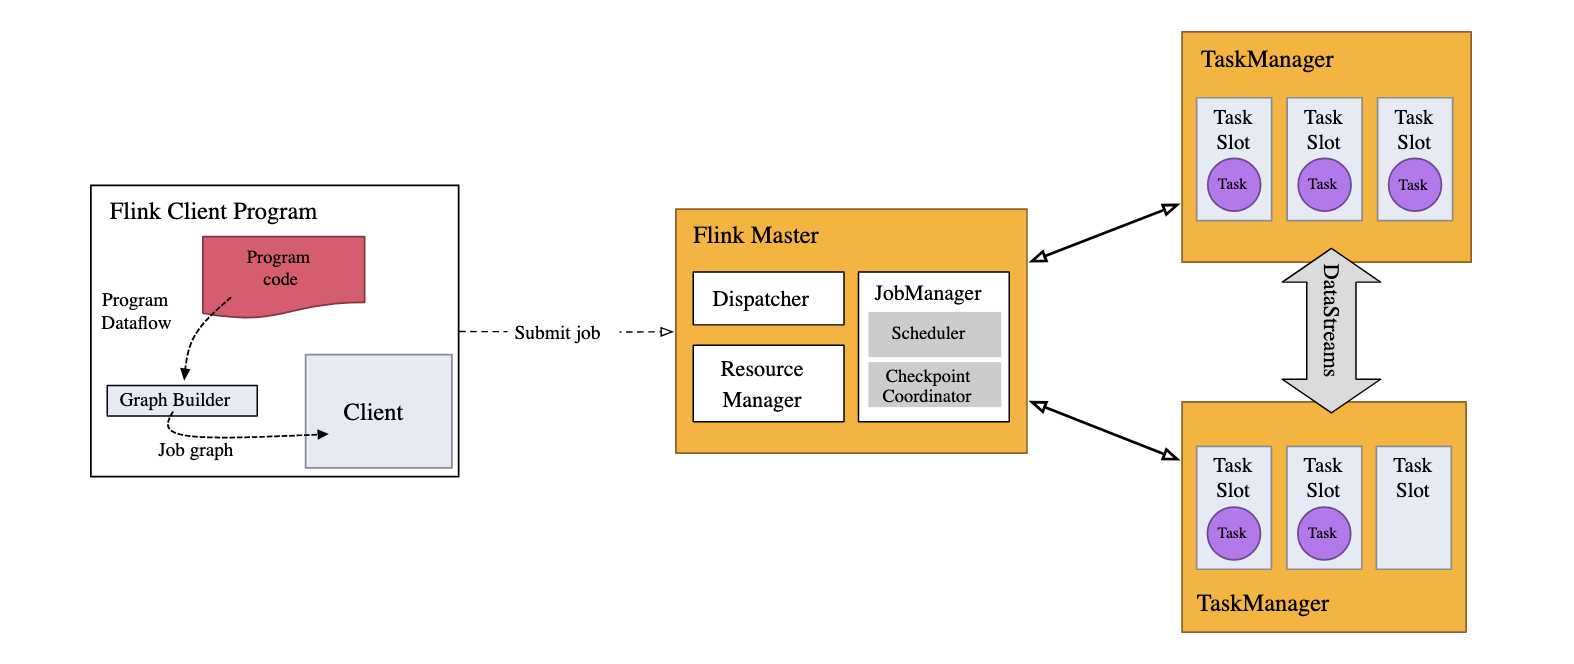 Flink Client Program
Program
code
Program
Dataflow
Graph Builder
Job graph
Client
Submit job
Flink Master
Dispatcher
Resource
Manager
JobManager
Scheduler
Checkpoint
Coordinator
TaskManager
Task
Slot
Task
Task
Slot
Task
Task
Slot
Task
DataStreams
Task
Slot
Task
Task
Slot
Task
Task
Slot
TaskManager